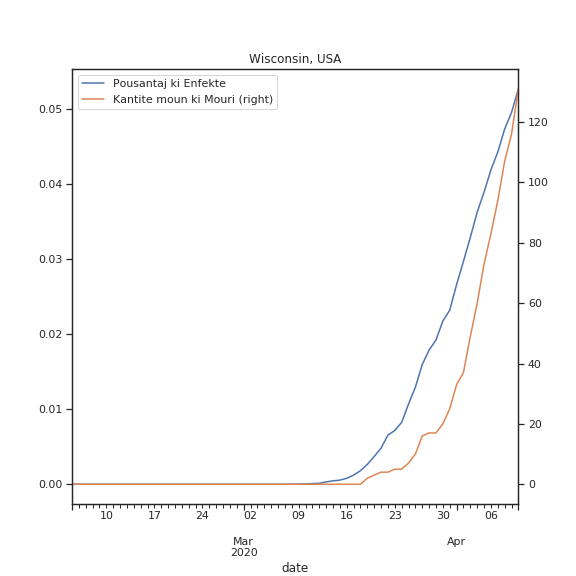 Wisconsin, USA
Pousantaj ki Enfekte
Kantite moun ki Mouri (right)
0.05
0.04
0.03
0.02
0.01
0.00
120
100
80
60
40
20
0
10 17 24 02 09 16 23 30 06
Mar Apr
2020
date